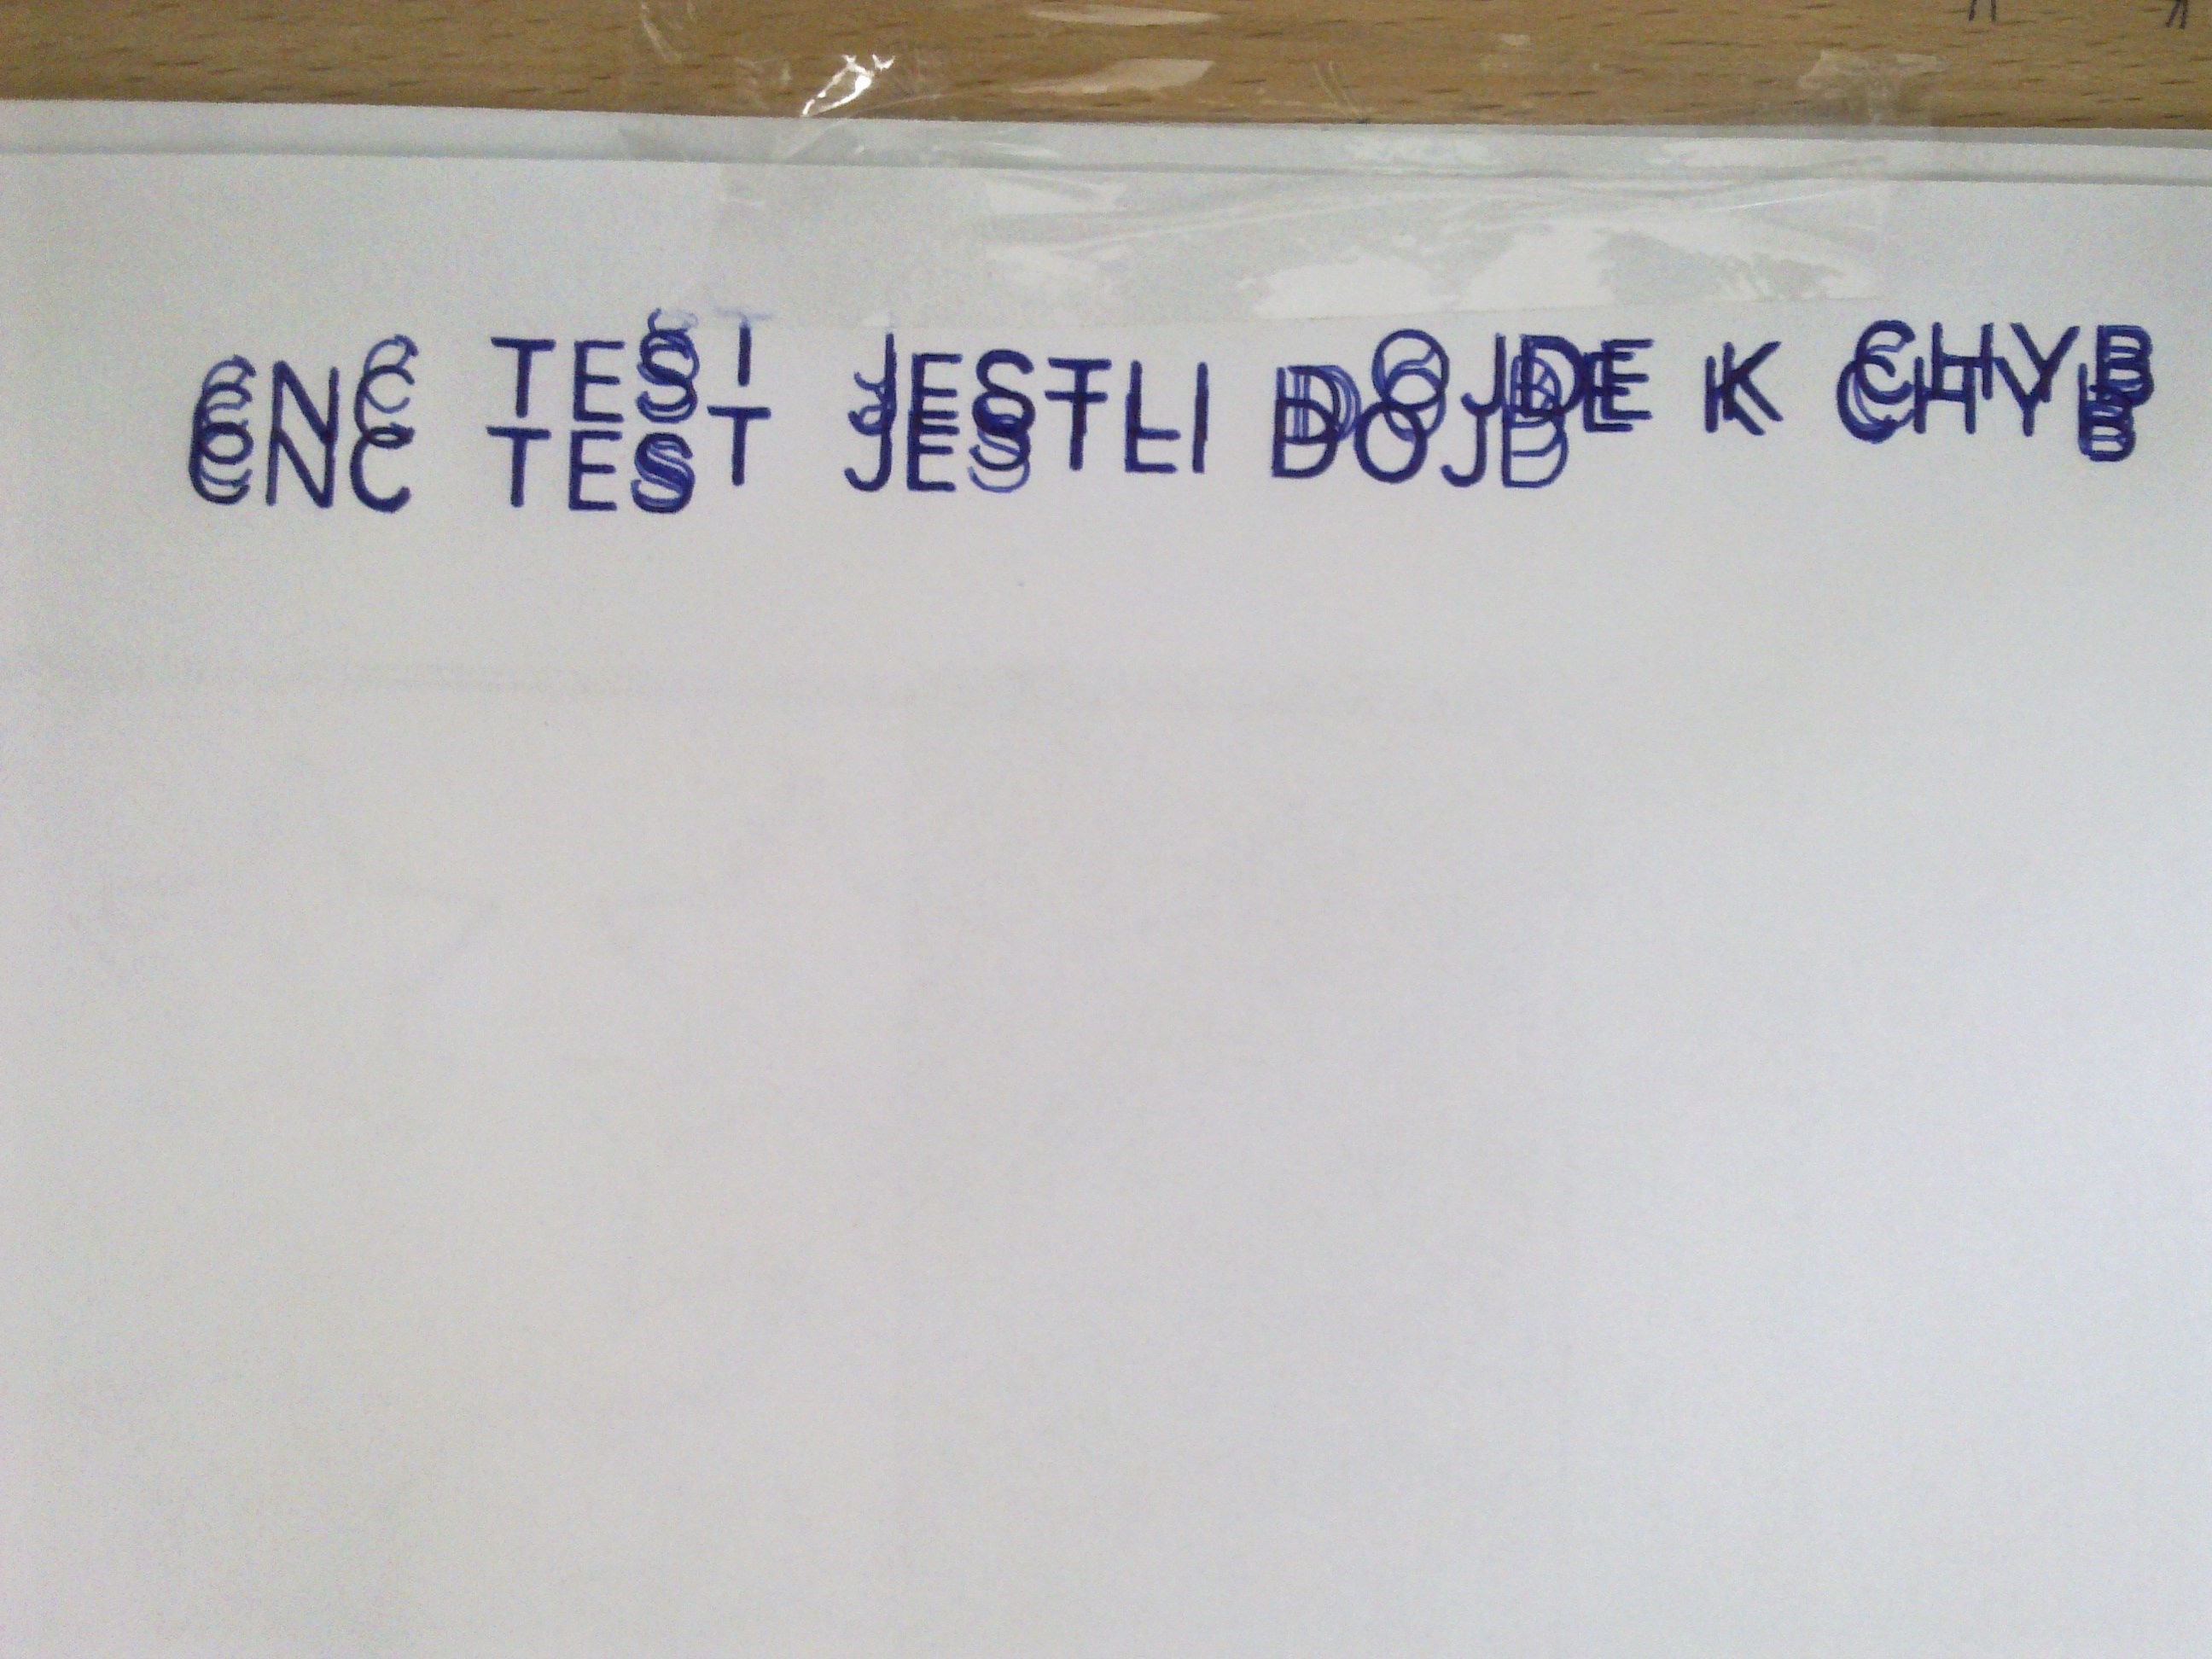 CNC TEST JESTLI DOJDE K CHYB
CNC TEST JESTLI DOJD